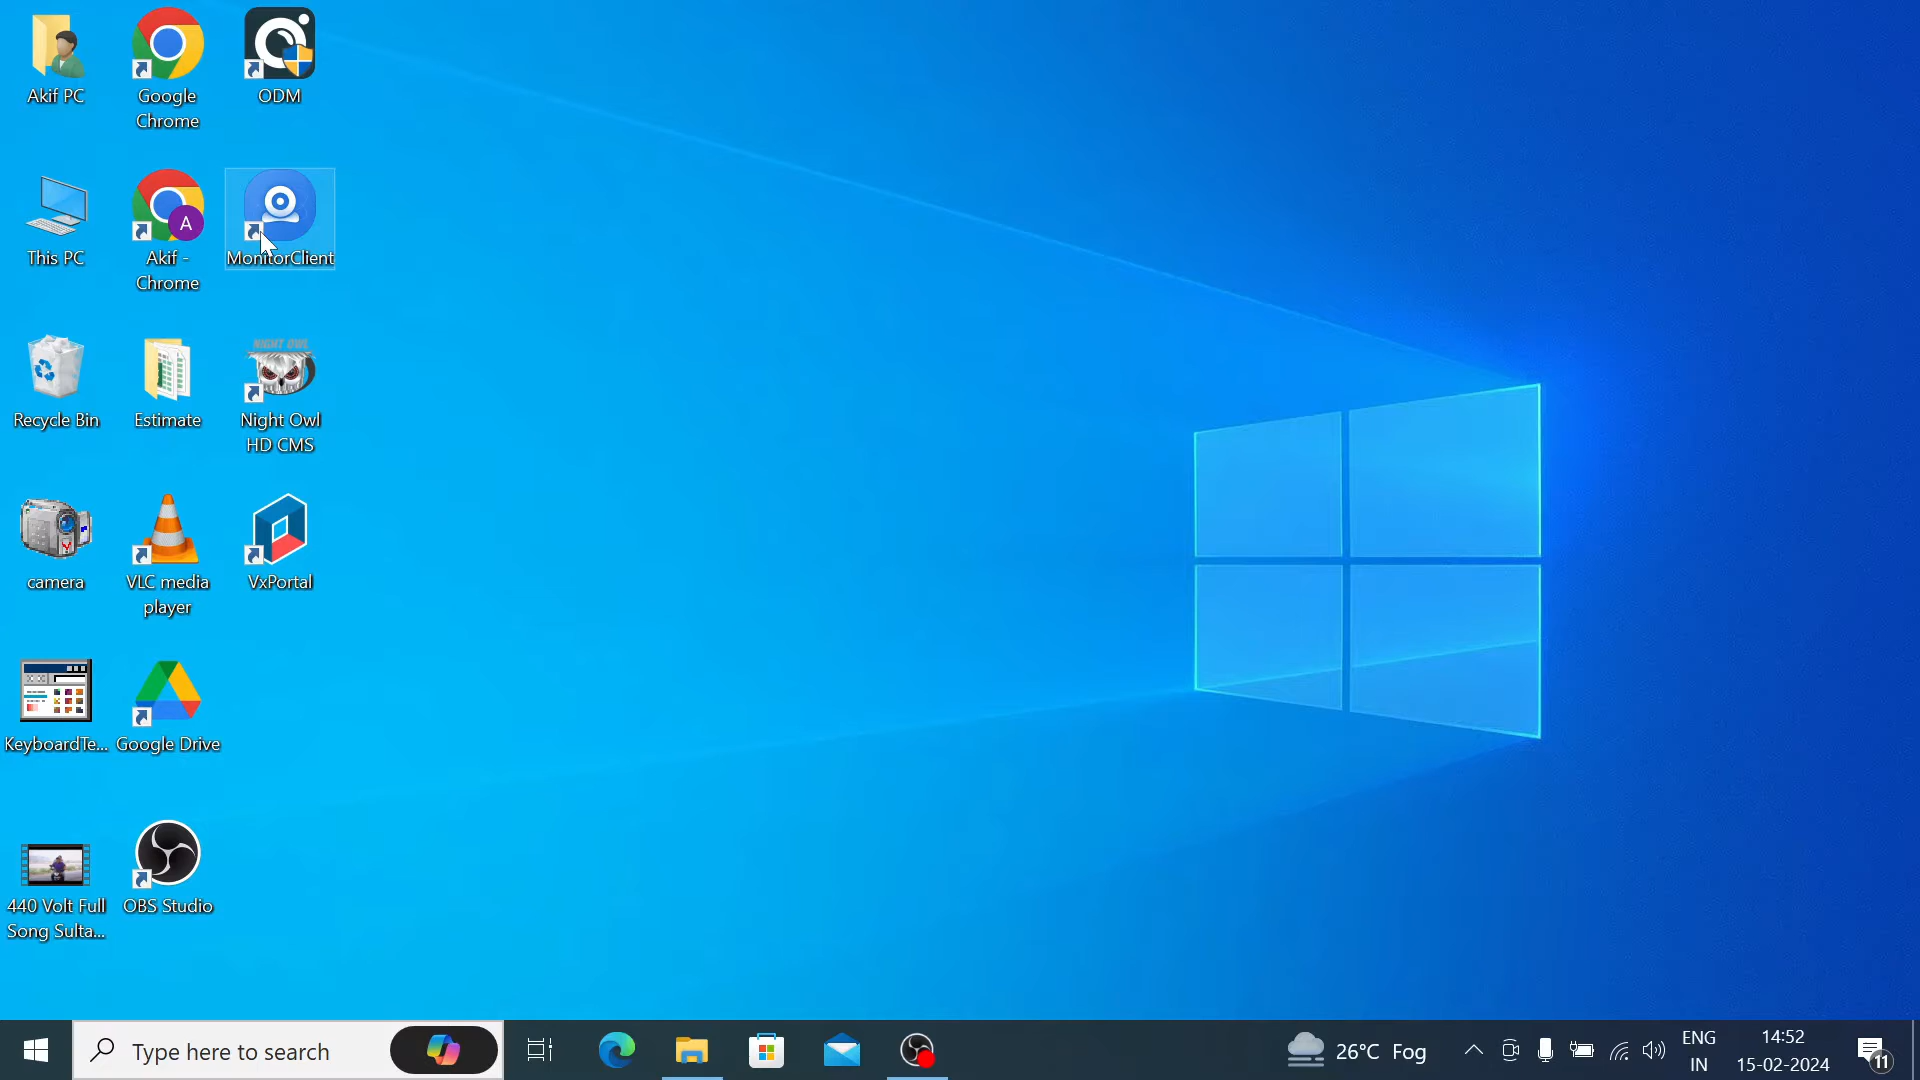 Akif PC
Google
Chrome
ODM
This PC
A
Akif -
Chrome
MonitorClient
Recycle Bin
Estimate
NIGHT OWL
Night Owl
HD CMS
camera
VLC media
player
VxPortal
KeyboardTe...
Google Drive
440 Volt Full
Song Sulta...
OBS Studio
Type here to search
26°C Fog
ENG
IN
14:52
15-02-2024
11